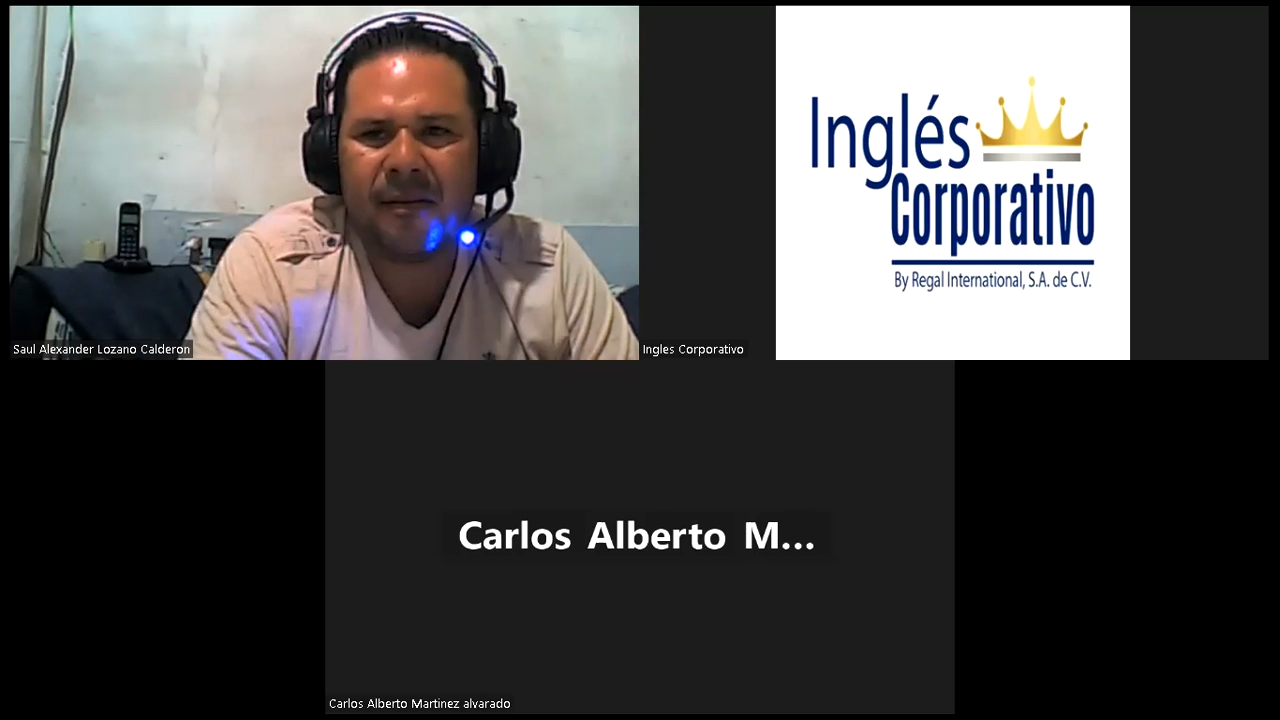 Inglés
Corporativo
By Regal International, S.A. de C.V.
Saul Alexander Lozano Calderon
Ingles Corporativo
Carlos Alberto M...
Carlos Alberto Martinez alvarado